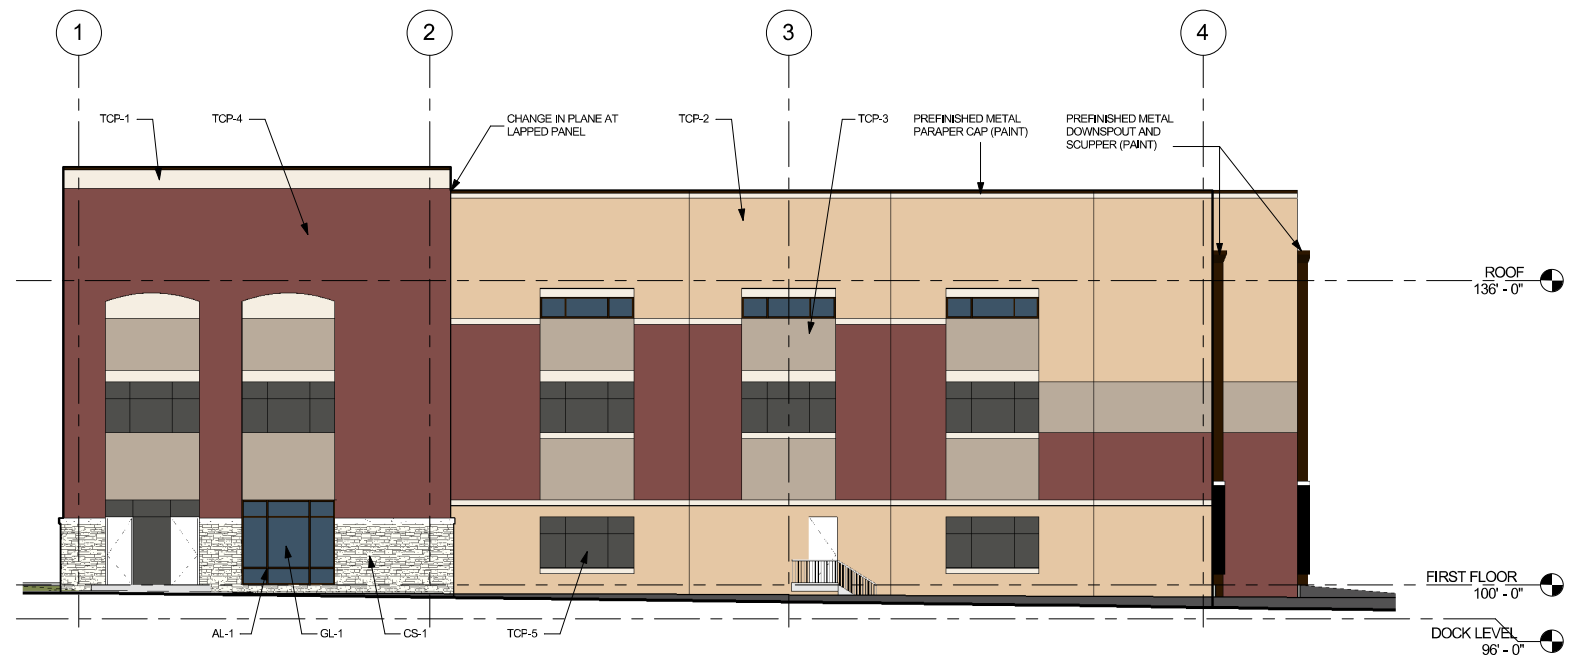 1
2
3
4
TCP-1
TCP-4
CHANGE IN PLANE AT
LAPPED PANEL
TCP-2
TCP-3
PREFINISHED METAL
PARAPER CAP (PAINT)
PREFINISHED METAL
DOWNSPOUT AND
SCUPPER (PAINT)
ROOF
136' - 0"
FIRST FLOOR
100' - 0"
DOCK LEVEL
96' - 0"
AL-1
GL-1
CS-1
TCP-5